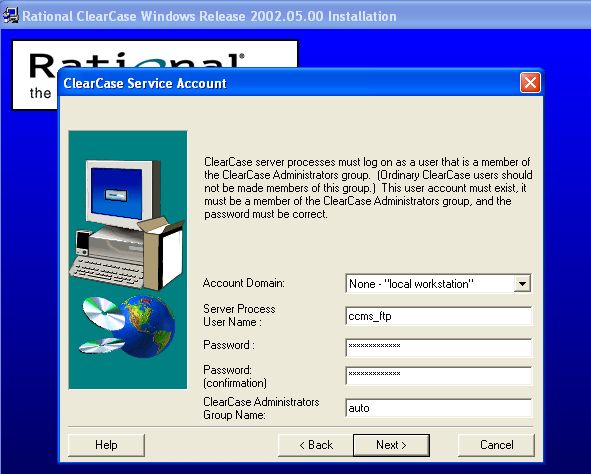 Rational ClearCase Windows Release 2002.05.00 Installation
Rational
the
ClearCase Service Account
ClearCase server processes must log on as a user that is a member of
the ClearCase Administrators group. (Ordinary ClearCase users should
not be made members of this group.) This user account must exist, it
must be a member of the ClearCase Administrators group, and the
password must be correct.
Account Domain: None - "local workstation"
Server Process
User Name : ccms_ftp
Password : *************
Password:
(confirmation) *************
ClearCase Administrators
Group Name: auto
Help < Back Next > Cancel